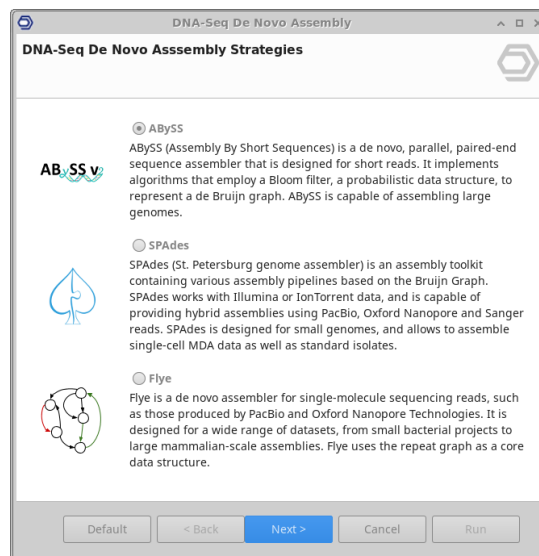 DNA-Seq De Novo Assembly
DNA-Seq De Novo Asssembly Strategies
ABySS
ABySS v2
ABySS (Assembly By Short Sequences) is a de novo, parallel, paired-end
sequence assembler that is designed for short reads. It implements
algorithms that employ a Bloom filter, a probabilistic data structure, to
represent a de Bruijn graph. ABySS is capable of assembling large
genomes.
SPAdes
SPAdes (St. Petersburg genome assembler) is an assembly toolkit
containing various assembly pipelines based on the Bruijn Graph.
SPAdes works with Illumina or IonTorrent data, and is capable of
providing hybrid assemblies using PacBio, Oxford Nanopore and Sanger
reads. SPAdes is designed for small genomes, and allows to assemble
single-cell MDA data as well as standard isolates.
Flye
Flye is a de novo assembler for single-molecule sequencing reads, such
as those produced by PacBio and Oxford Nanopore Technologies. It is
designed for a wide range of datasets, from small bacterial projects to
large mammalian-scale assemblies. Flye uses the repeat graph as a core
data structure.
Default
< Back
Next >
Cancel
Run